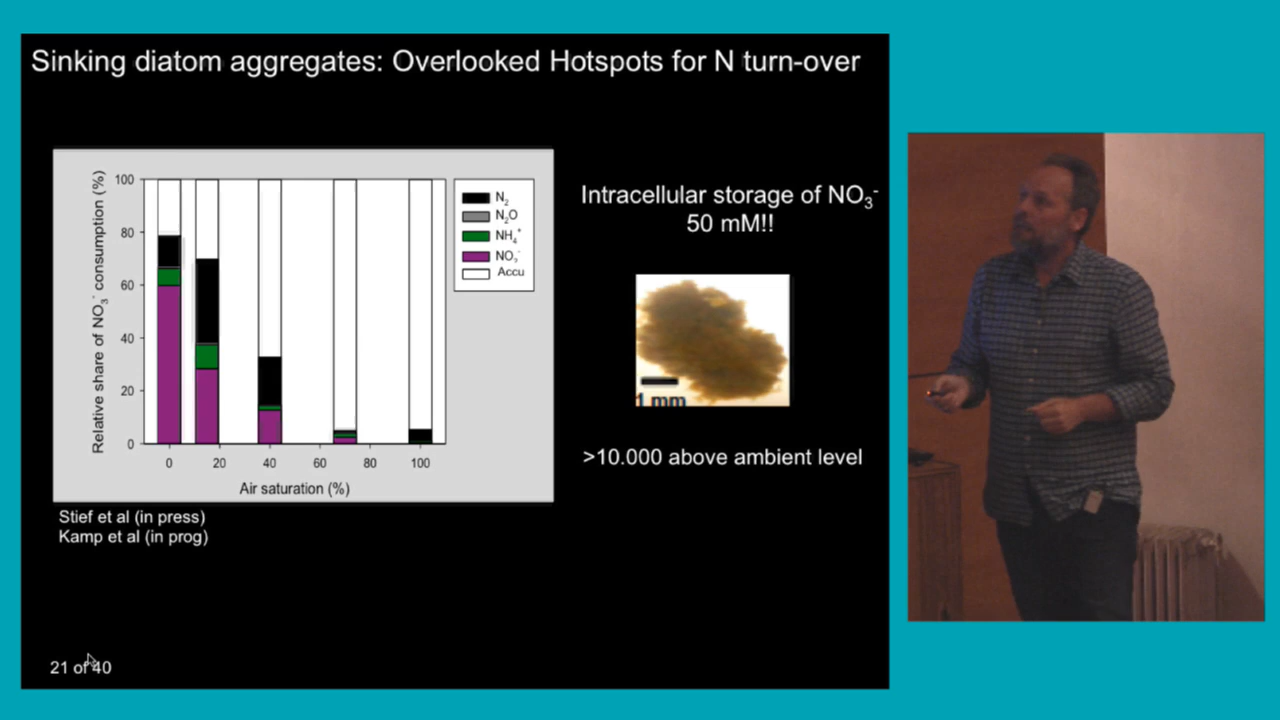 Sinking diatom aggregates: Overlooked Hotspots for N turn-over
Relative share of NO₃⁻ consumption (%)
100
80
60
40
20
0
0 20 40 60 80 100
Air saturation (%)
N₂
N₂O
NH₄⁺
NO₂⁻
Accu
Intracellular storage of NO₃⁻
50 mM!!
1 mm
>10.000 above ambient level
Stief et al (in press)
Kamp et al (in prog)
21 of 40